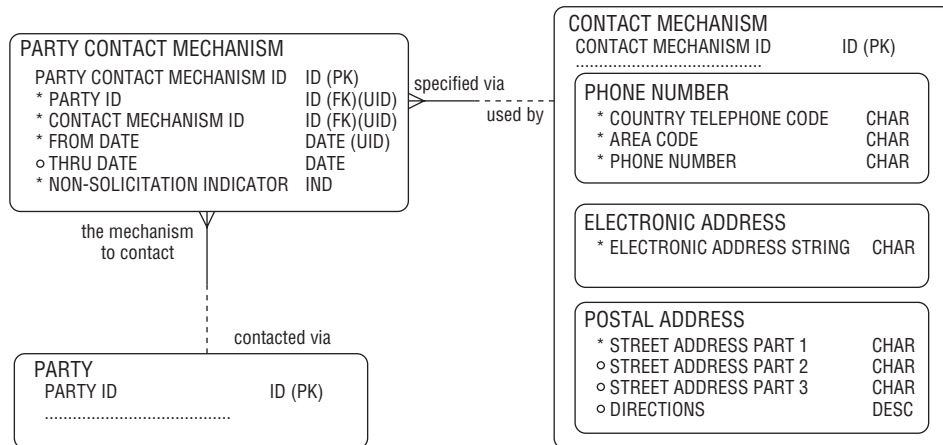 PARTY CONTACT MECHANISM
PARTY CONTACT MECHANISM ID ID (PK)
* PARTY ID ID (FK)(UID)
* CONTACT MECHANISM ID ID (FK)(UID)
* FROM DATE DATE (UID)
o THRU DATE DATE
* NON-SOLICITATION INDICATOR IND
specified via
used by
the mechanism
to contact
contacted via
PARTY
PARTY ID ID (PK)
......................................
CONTACT MECHANISM
CONTACT MECHANISM ID ID (PK)
......................................
PHONE NUMBER
* COUNTRY TELEPHONE CODE CHAR
* AREA CODE CHAR
* PHONE NUMBER CHAR
ELECTRONIC ADDRESS
* ELECTRONIC ADDRESS STRING CHAR
POSTAL ADDRESS
* STREET ADDRESS PART 1 CHAR
o STREET ADDRESS PART 2 CHAR
o STREET ADDRESS PART 3 CHAR
o DIRECTIONS DESC